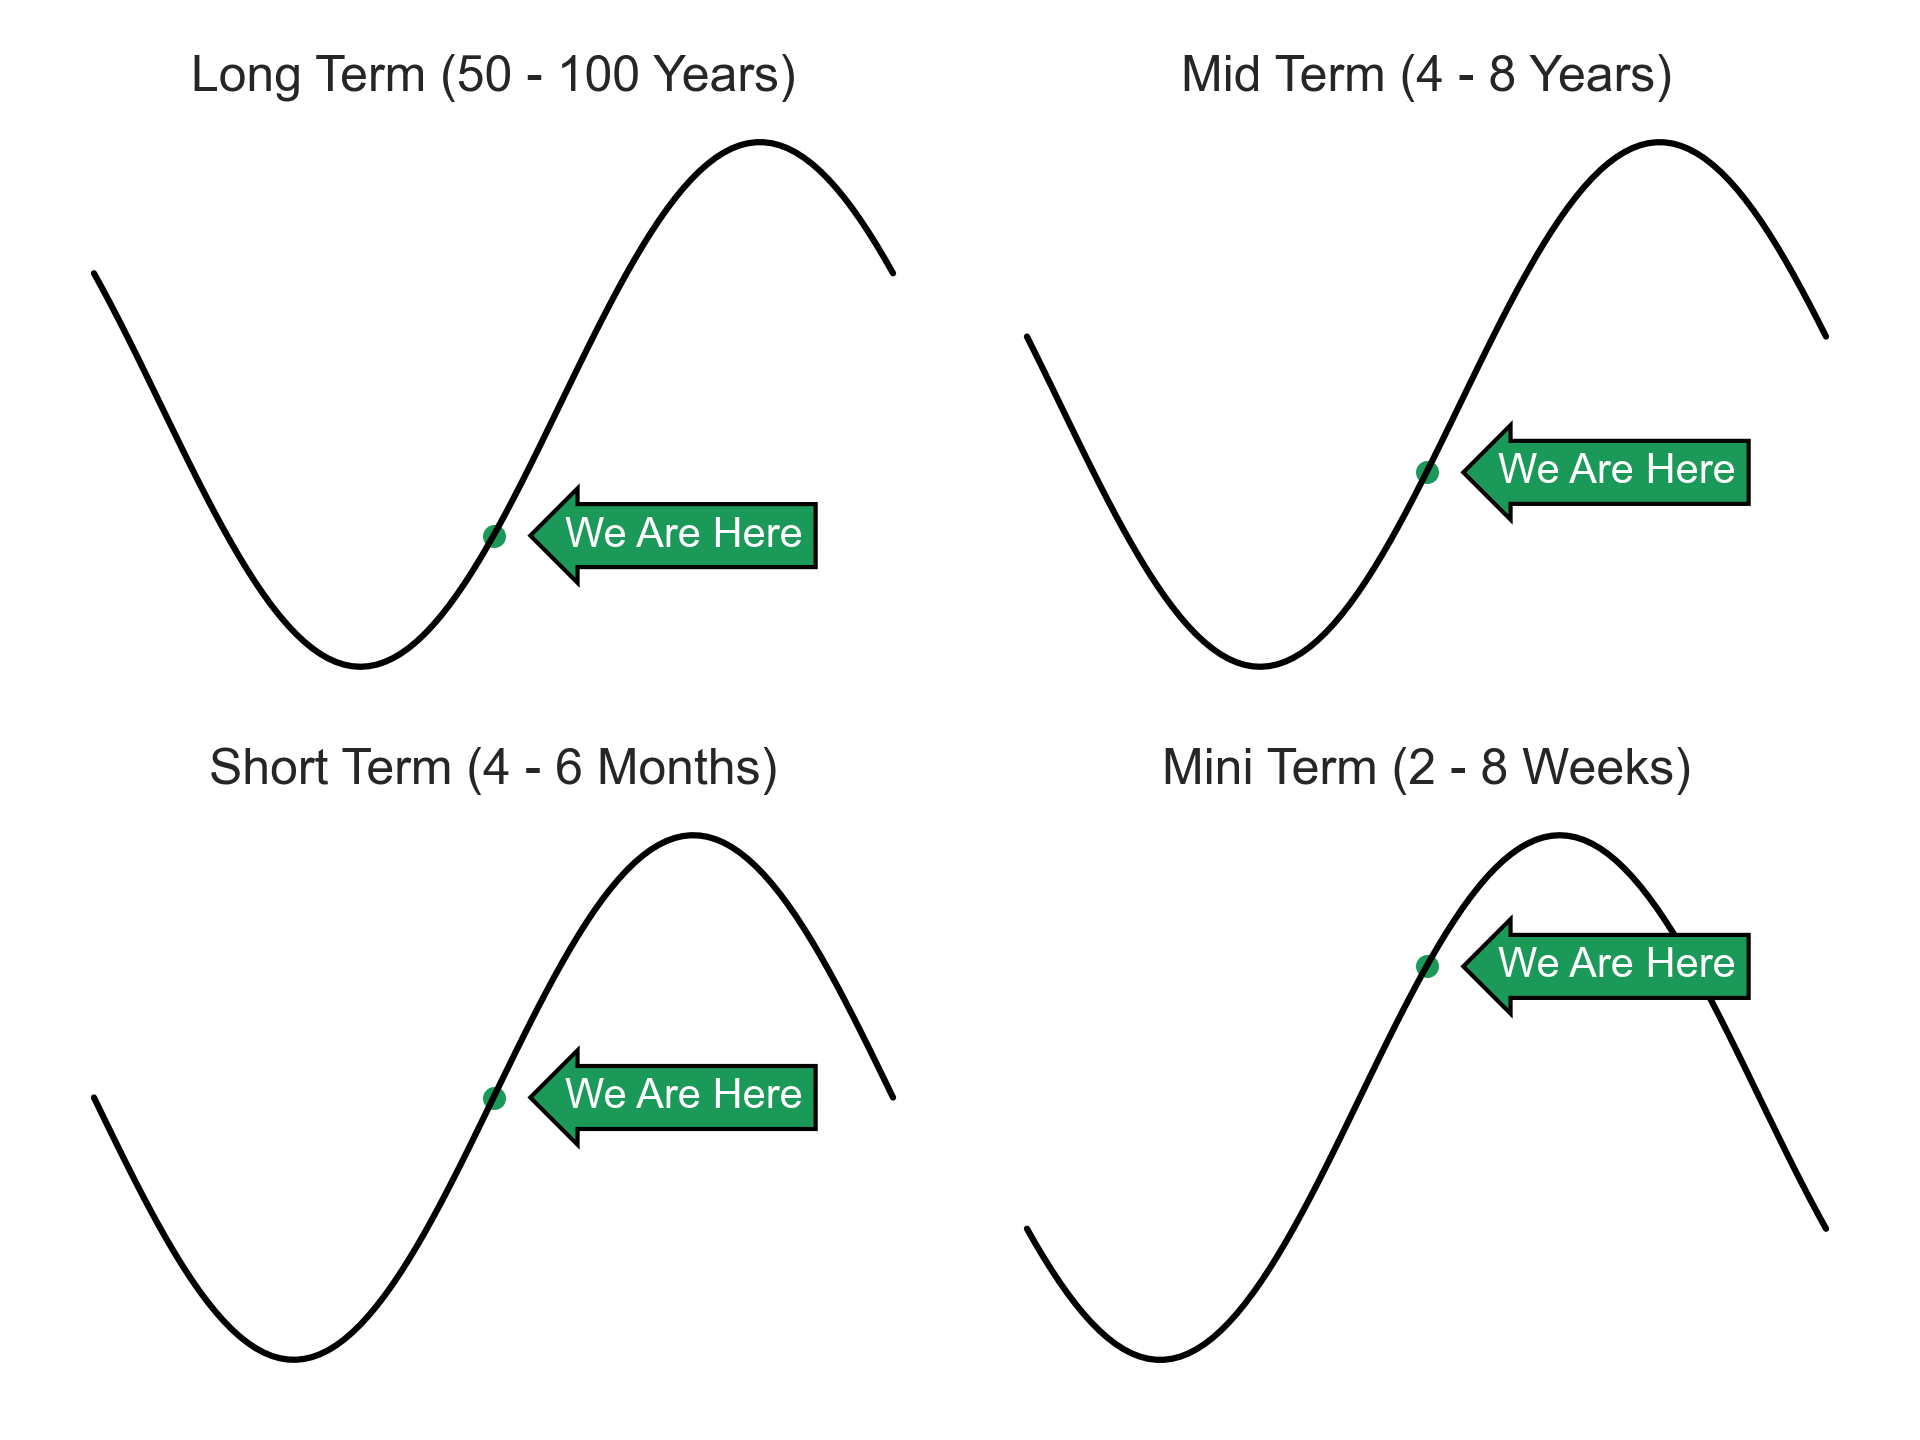 Long Term (50 - 100 Years)
Mid Term (4 - 8 Years)
We Are Here
We Are Here
Short Term (4 - 6 Months)
Mini Term (2 - 8 Weeks)
We Are Here
We Are Here